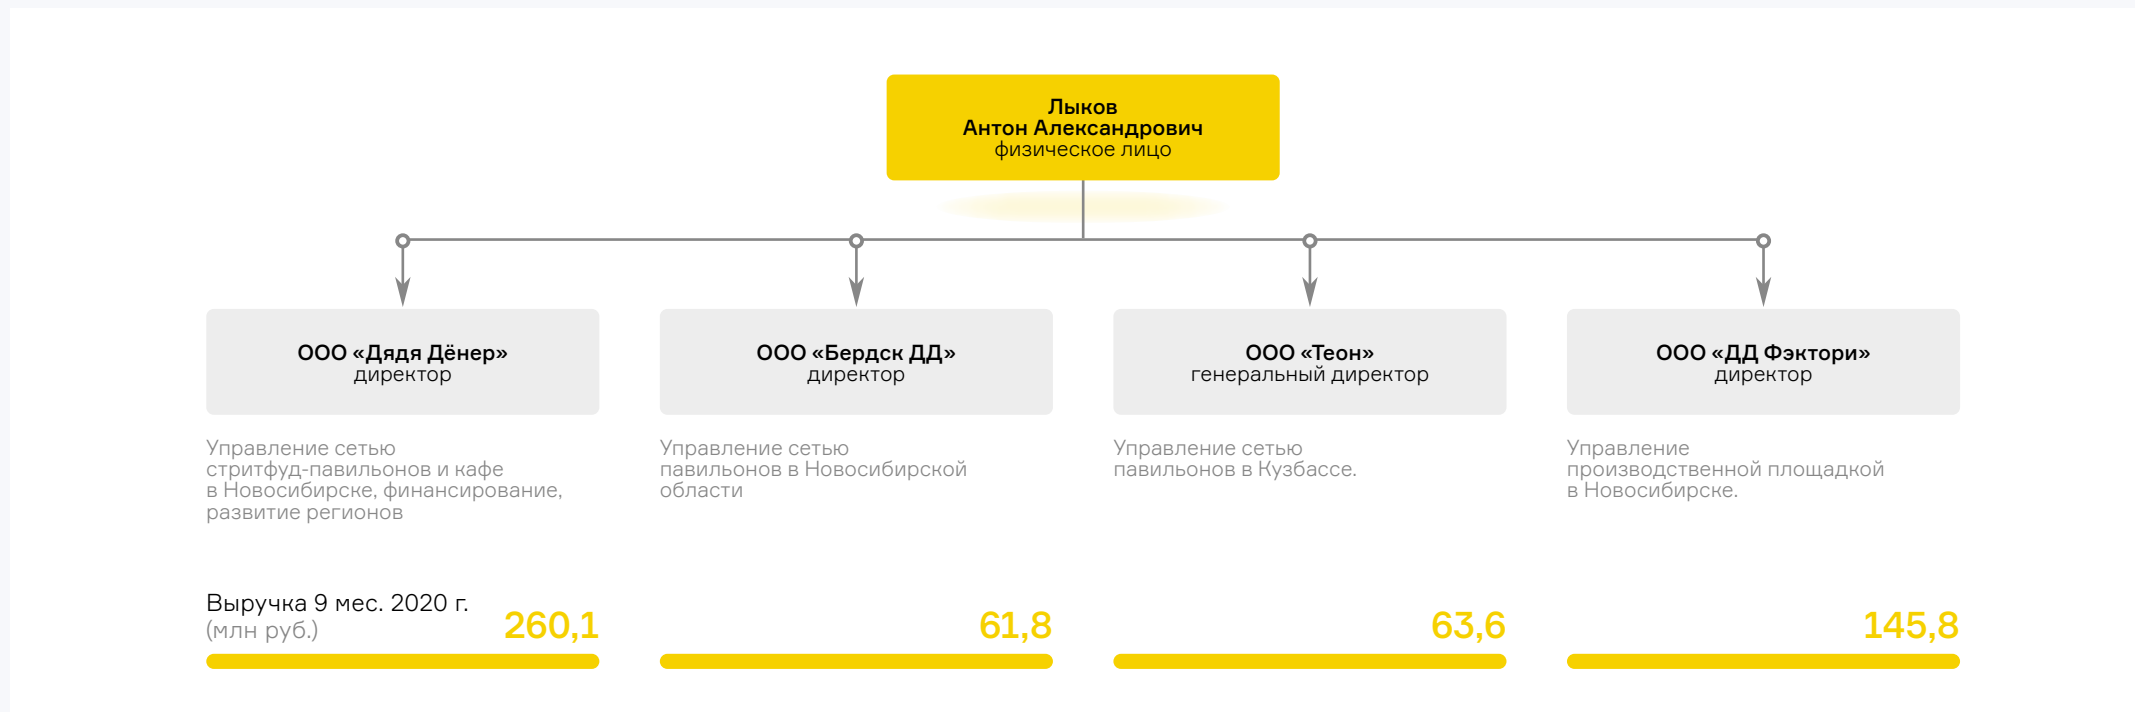 Лыков
Антон Александрович
физическое лицо
ООО «Дядя Дёнер»
директор
Управление сетью
стритфуд-павильонов и кафе
в Новосибирске, финансирование,
развитие регионов
Выручка 9 мес. 2020 г.
(млн руб.)
260,1
ООО «Бердск ДД»
директор
Управление сетью
павильонов в Новосибирской
области
61,8
ООО «Теон»
генеральный директор
Управление сетью
павильонов в Кузбассе.
63,6
ООО «ДД Фэктори»
директор
Управление
производственной площадкой
в Новосибирске.
145,8